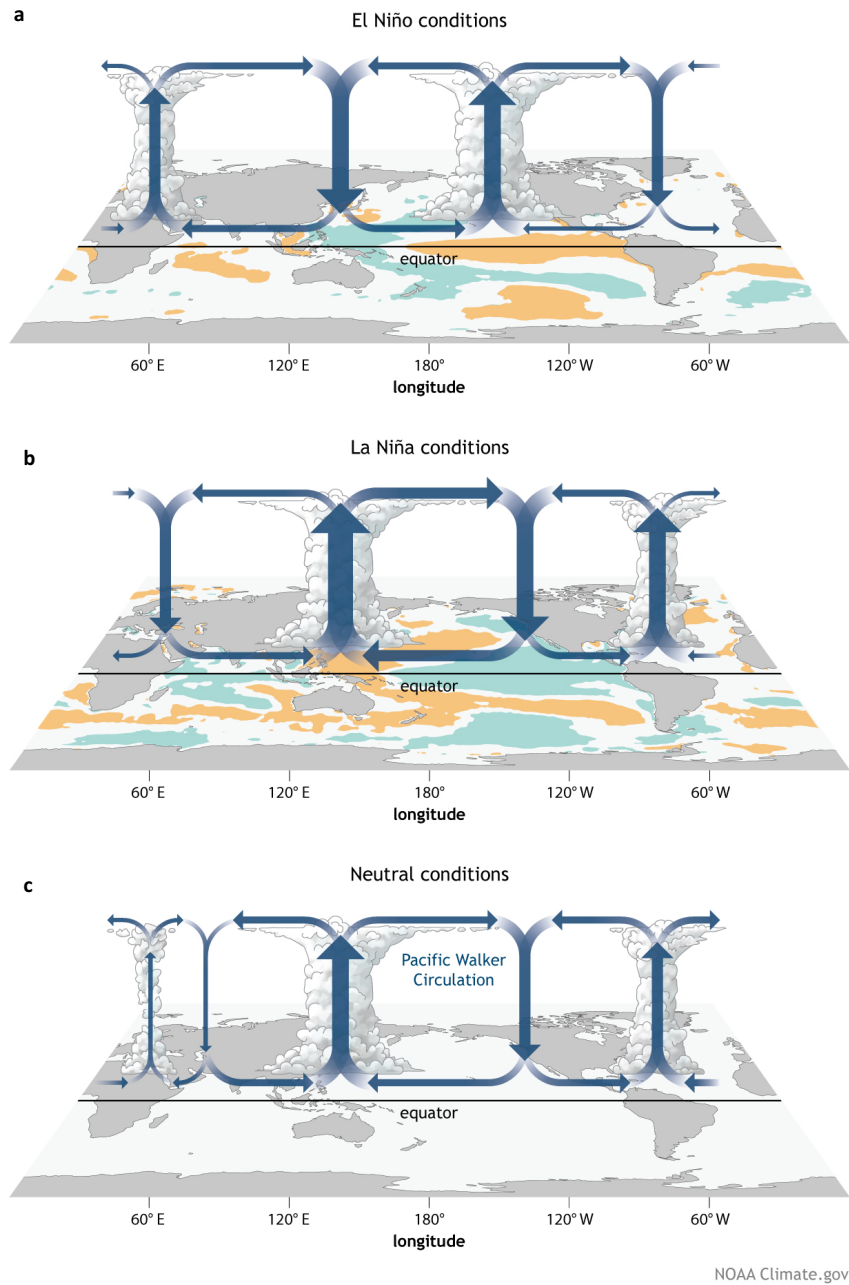 a
El Niño conditions
equator
60° E 120° E 180° 120° W 60° W
longitude
b
La Niña conditions
equator
60° E 120° E 180° 120° W 60° W
longitude
c
Neutral conditions
Pacific Walker
Circulation
equator
60° E 120° E 180° 120° W 60° W
longitude
NOAA Climate.gov